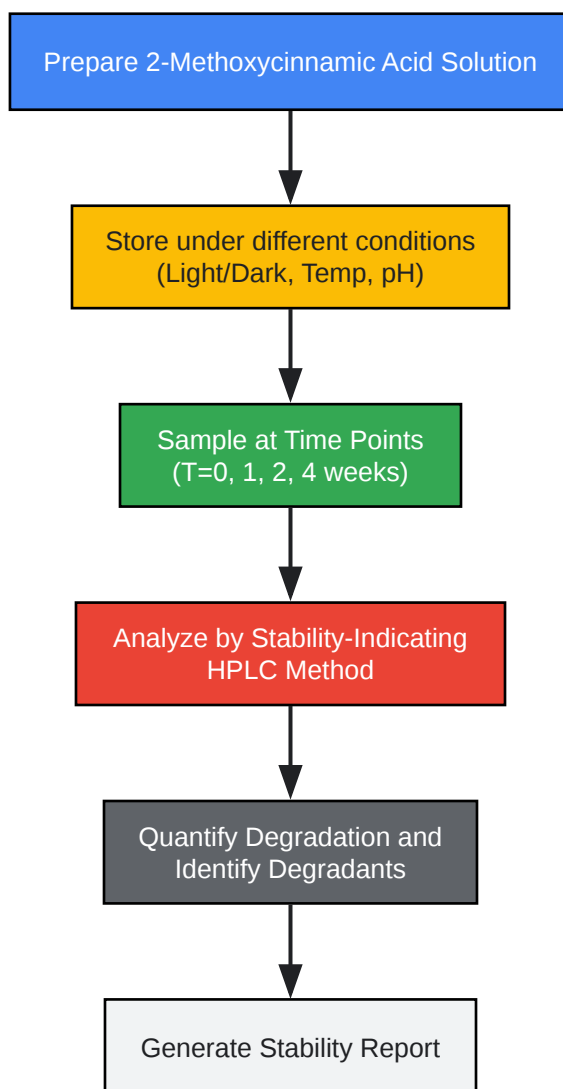 Prepare 2-Methoxycinnamic Acid Solution
Store under different conditions
(Light/Dark, Temp, pH)
Sample at Time Points
(T=0, 1, 2, 4 weeks)
Analyze by Stability-Indicating
HPLC Method
Quantify Degradation and
Identify Degradants
Generate Stability Report